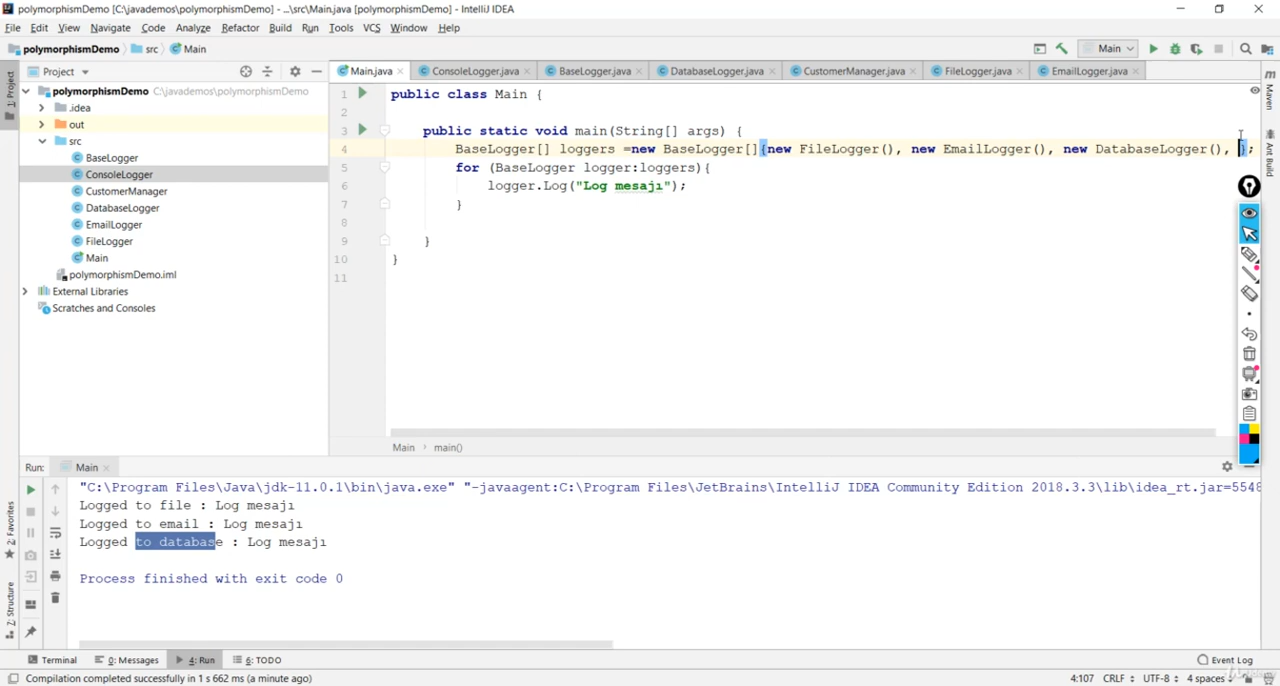 polymorphismDemo [C:\javademos\polymorphismDemo] - ...\src\Main.java [polymorphismDemo] - IntelliJ IDEA
File Edit View Navigate Code Analyze Refactor Build Run Tools VCS Window Help
polymorphismDemo src Main
Main
Project
Main.java
ConsoleLogger.java
BaseLogger.java
DatabaseLogger.java
CustomerManager.java
FileLogger.java
EmailLogger.java
1: Project
Maven
Ant Build
polymorphismDemo C:\javademos\polymorphismDemo
.idea
out
src
BaseLogger
ConsoleLogger
CustomerManager
DatabaseLogger
EmailLogger
FileLogger
Main
polymorphismDemo.iml
External Libraries
Scratches and Consoles
1 public class Main {
2
3 public static void main(String[] args) {
4 BaseLogger[] loggers =new BaseLogger[]{new FileLogger(), new EmailLogger(), new DatabaseLogger(), };
5 for (BaseLogger logger:loggers){
6 logger.Log("Log mesajı");
7 }
8
9 }
10 }
11
Main › main()
Run: Main
"C:\Program Files\Java\jdk-11.0.1\bin\java.exe" "-javaagent:C:\Program Files\JetBrains\IntelliJ IDEA Community Edition 2018.3.3\lib\idea_rt.jar=5548
Logged to file : Log mesajı
Logged to email : Log mesajı
Logged to database : Log mesajı
Process finished with exit code 0
2: Favorites
Z: Structure
Terminal 0: Messages 4: Run 6: TODO Event Log
Compilation completed successfully in 1 s 662 ms (a minute ago) 4:107 CRLF UTF-8 4 spaces